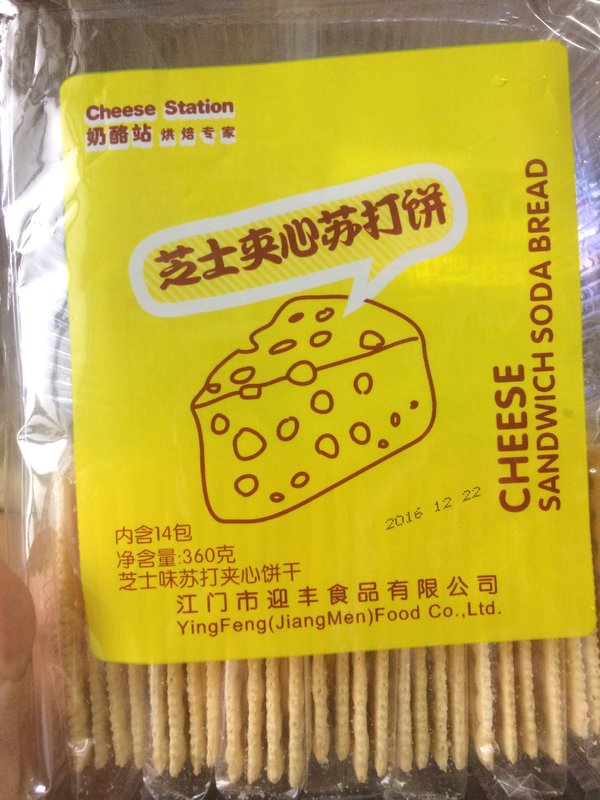 Cheese Station
奶酪站 烘焙专家
芝士夹心苏打饼
CHEESE
SANDWICH SODA BREAD
2016 12 22
内含14包
净含量:360克
芝士味苏打夹心饼干
江门市迎丰食品有限公司
YingFeng(JiangMen)Food Co.,Ltd.